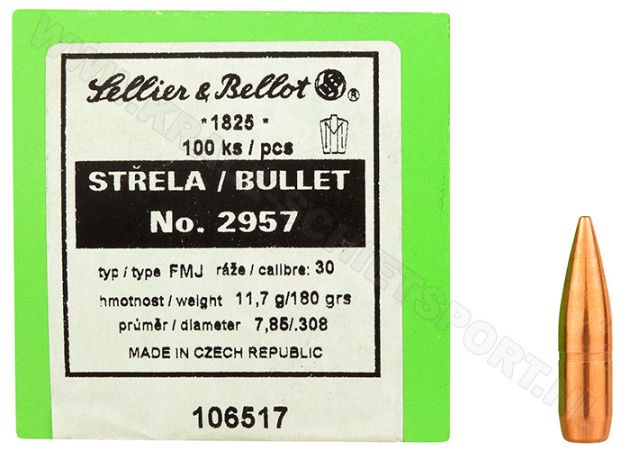 Sellier & Bellot ®
* 1825 *
100 ks / pcs
STŘELA / BULLET
No. 2957
typ / type FMJ ráže / calibre: 30
hmotnost / weight 11,7 g/180 grs
průměr / diameter 7,85/.308
MADE IN CZECH REPUBLIC
106517